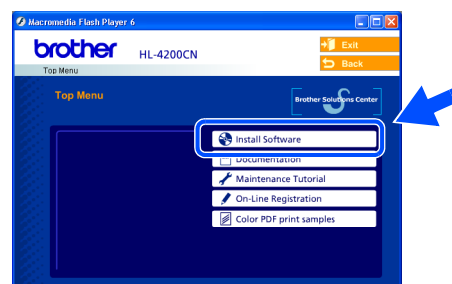 Macromedia Flash Player 6
brother
HL-4200CN
Exit
Back
Top Menu
Top Menu
Brother Solutions Center
Install Software
Documentation
Maintenance Tutorial
On-Line Registration
Color PDF print samples